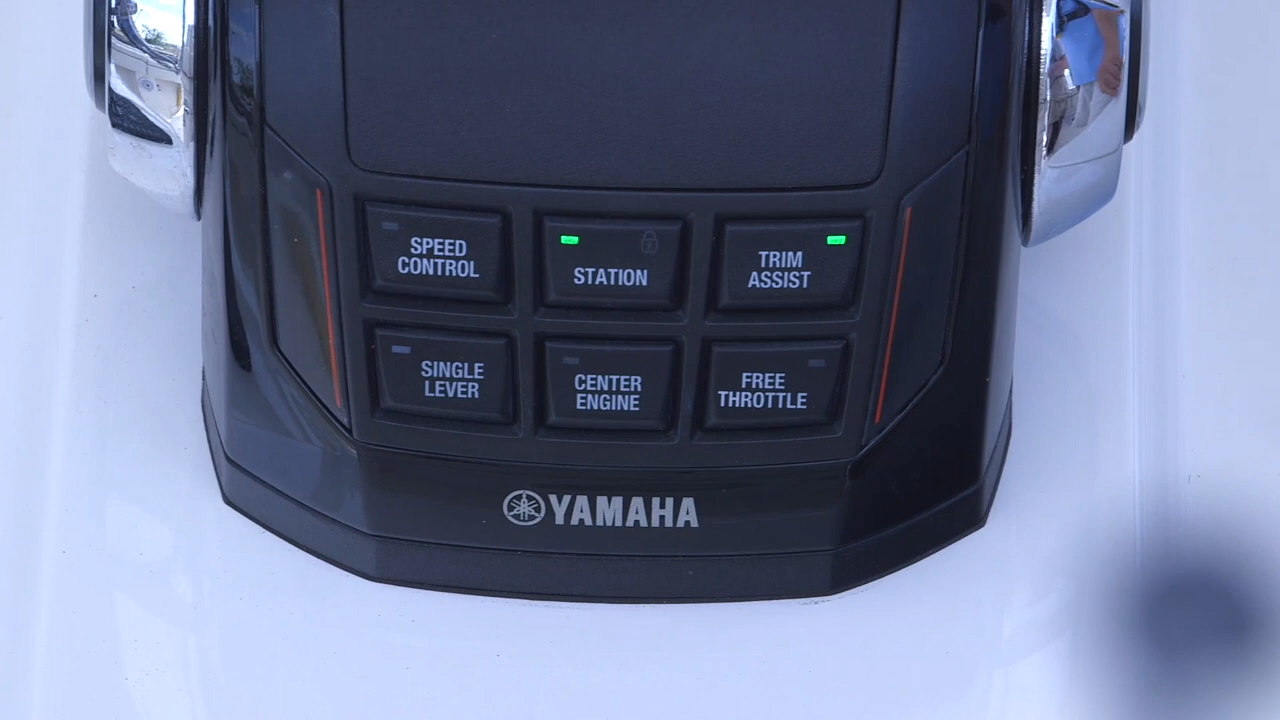 SPEED
CONTROL
STATION
TRIM
ASSIST
SINGLE
LEVER
CENTER
ENGINE
FREE
THROTTLE
YAMAHA